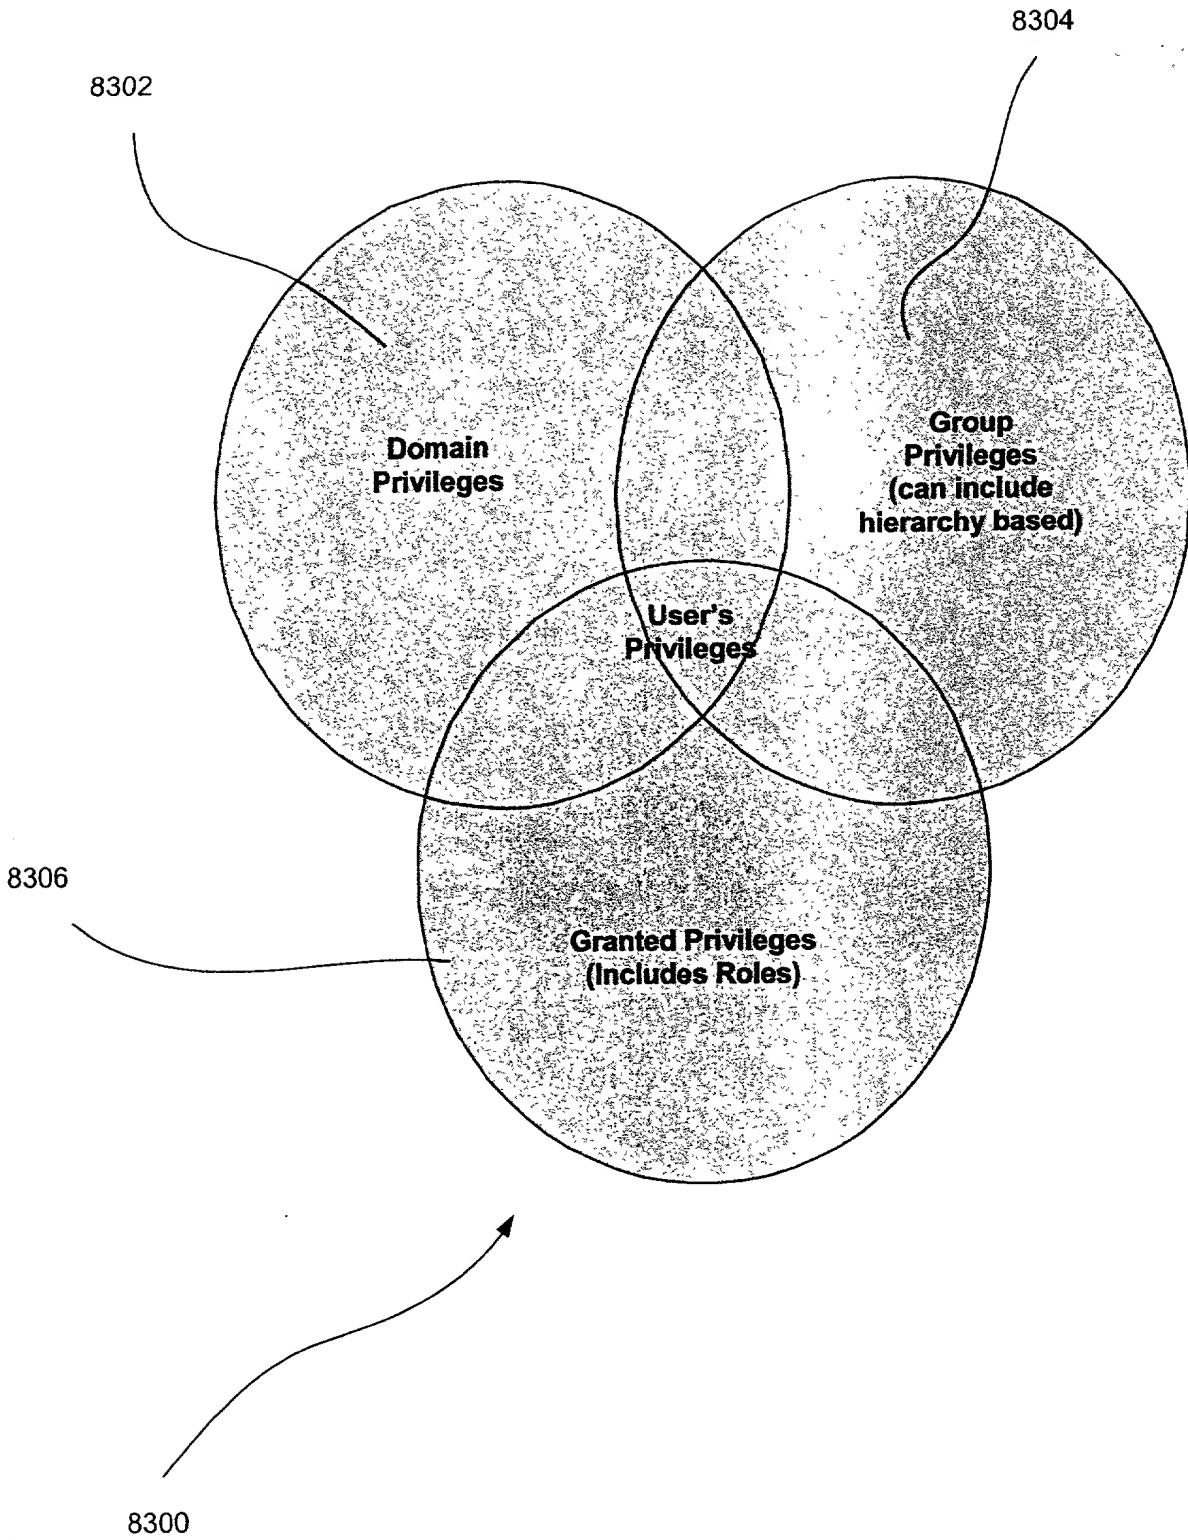 8304
8302
Domain
Privileges
Group
Privileges
(can include
hierarchy based)
User's
Privileges
8306
Granted Privileges
(Includes Roles)
8300